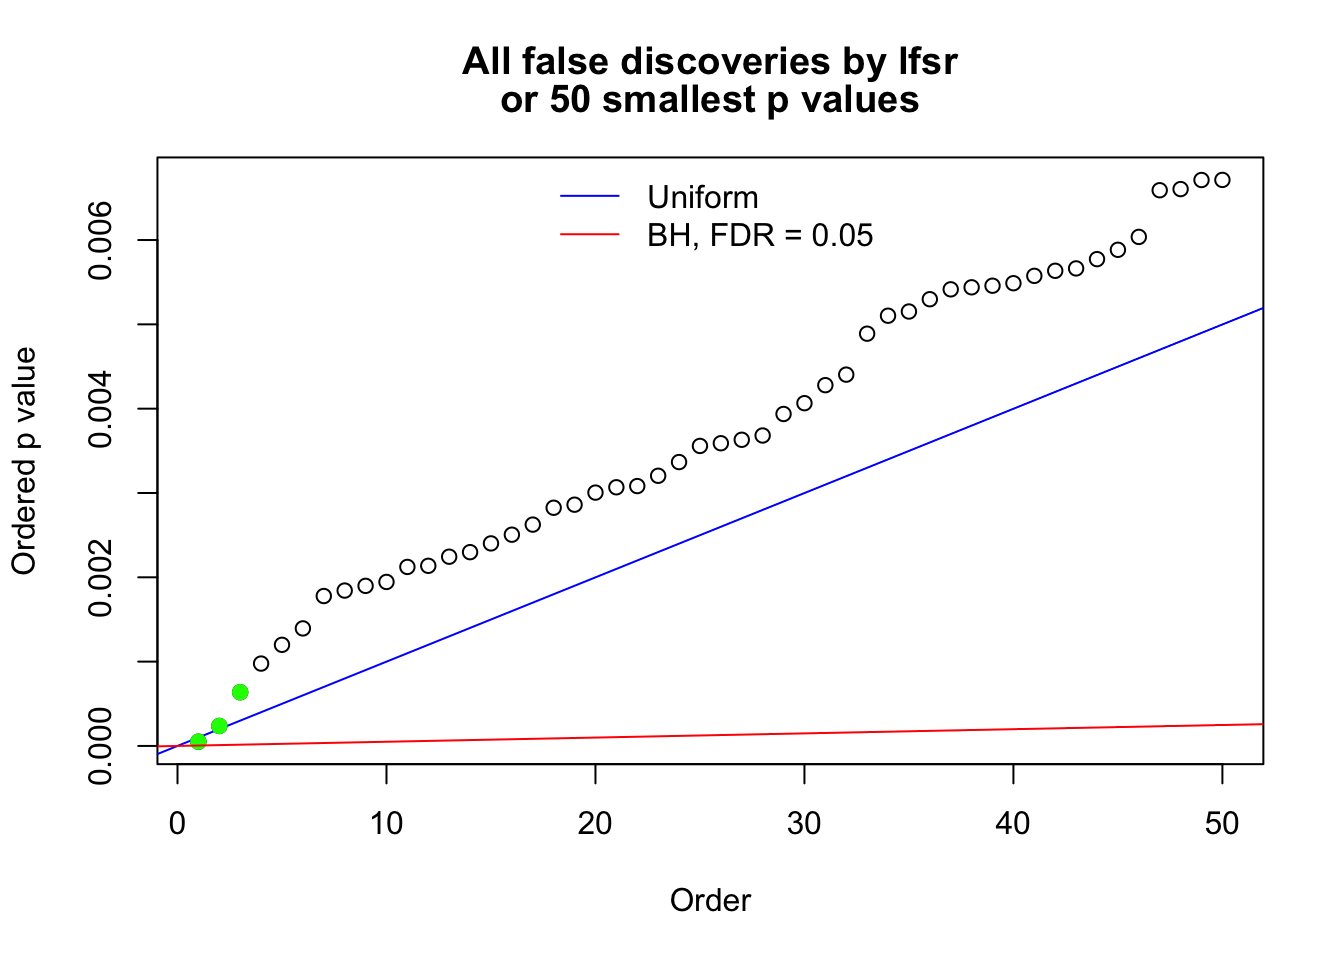 All false discoveries by lfsr
or 50 smallest p values
Uniform
BH, FDR = 0.05
Ordered p value
0.000
0.002
0.004
0.006
0
10
20
30
40
50
Order